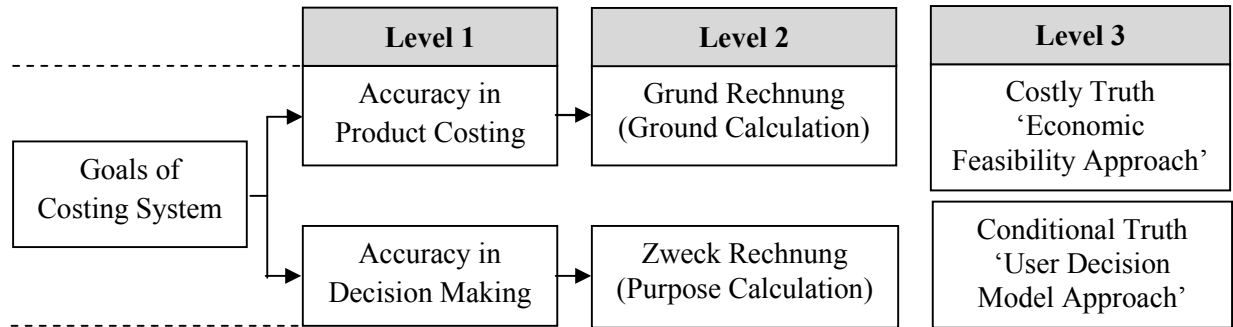 Level 1
Level 2
Level 3
Goals of
Costing System
Accuracy in
Product Costing
Grund Rechnung
(Ground Calculation)
Costly Truth
‘Economic
Feasibility Approach’
Accuracy in
Decision Making
Zweck Rechnung
(Purpose Calculation)
Conditional Truth
‘User Decision
Model Approach’